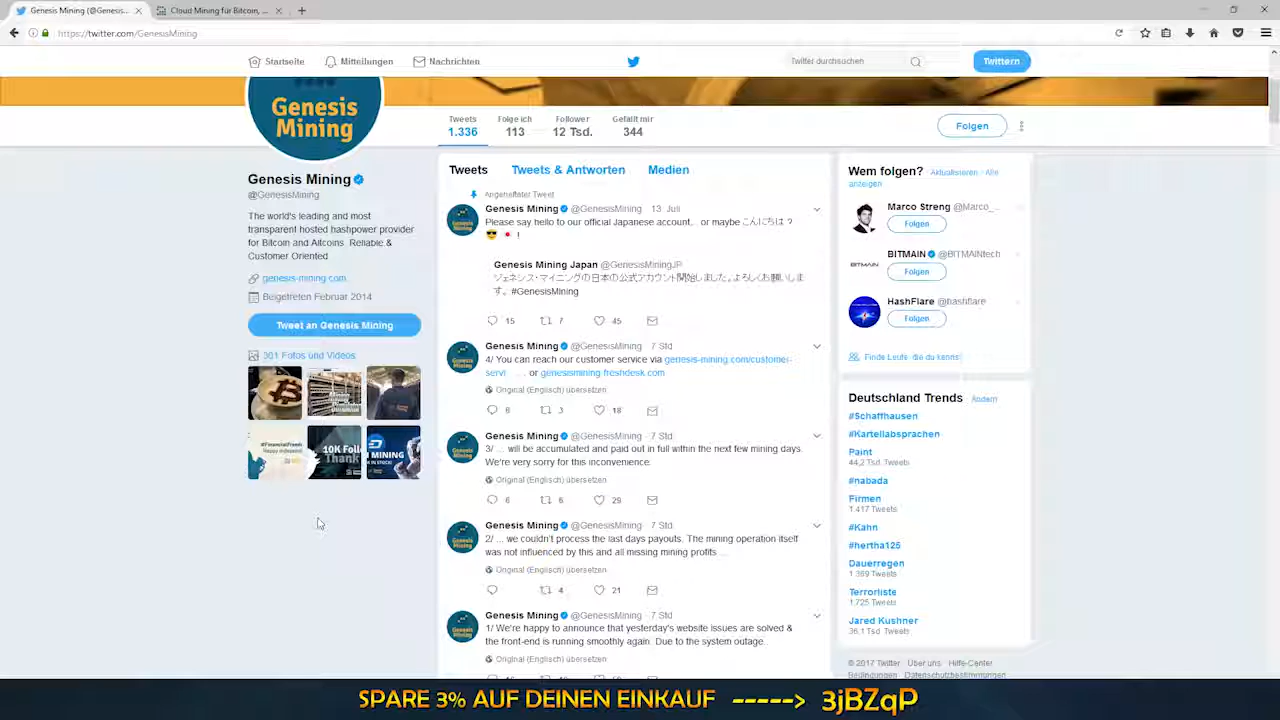 Genesis Mining (@Genesis...
Cloud Mining für Bitcoin, ...
https://twitter.com/GenesisMining
Startseite
Mitteilungen
Nachrichten
Twitter durchsuchen
Twittern
Genesis
Mining
Tweets
1.336
Folge ich
113
Follower
12 Tsd.
Gefällt mir
344
Folgen
Genesis Mining
@GenesisMining
The world's leading and most
transparent hosted hashpower provider
for Bitcoin and Altcoins. Reliable &
Customer Oriented
genesis-mining.com
Beigetreten Februar 2014
Tweet an Genesis Mining
301 Fotos und Videos
10K Follo
Thank
MINING
Tweets
Tweets & Antworten
Medien
Angehefteter Tweet
Genesis Mining @GenesisMining · 13. Juli
Please say hello to our official Japanese account... or maybe こんにちは ?
!
Genesis Mining Japan @GenesisMiningJP
ジェネシス・マイニングの日本の公式アカウント開始しました。よろしくお願いしま
す。 #GenesisMining
15
7
45
Genesis Mining @GenesisMining · 7 Std
4/ You can reach our customer service via genesis-mining.com/customer-
servi ... or genesismining.freshdesk.com
Original (Englisch) übersetzen
6
3
18
Genesis Mining @GenesisMining · 7 Std
3/ ... will be accumulated and paid out in full within the next few mining days.
We're very sorry for this inconvenience.
Original (Englisch) übersetzen
6
6
29
Genesis Mining @GenesisMining · 7 Std
2/ ... we couldn't process the last days payouts. The mining operation itself
was not influenced by this and all missing mining profits ...
Original (Englisch) übersetzen
4
21
Genesis Mining @GenesisMining · 7 Std
1/ We're happy to announce that yesterday's website issues are solved &
the front-end is running smoothly again. Due to the system outage.
Original (Englisch) übersetzen
Wem folgen? Aktualisieren · Alle
anzeigen
Marco Streng @Marco_...
Folgen
BITMAIN
BITMAIN @BITMAINtech
Folgen
HashFlare @hashflare
Folgen
Finde Leute, die du kennst
Deutschland Trends Ändern
#Schaffhausen
#Kartellabsprachen
Paint
44,2 Tsd. Tweets
#nabada
Firmen
1.417 Tweets
#Kahn
#hertha125
Dauerregen
1.369 Tweets
Terrorliste
1.725 Tweets
Jared Kushner
36,1 Tsd. Tweets
© 2017 Twitter Über uns Hilfe-Center
Bedingungen Datenschutzbestimmungen
SPARE 3% AUF DEINEN EINKAUF -----> 3jBZqP